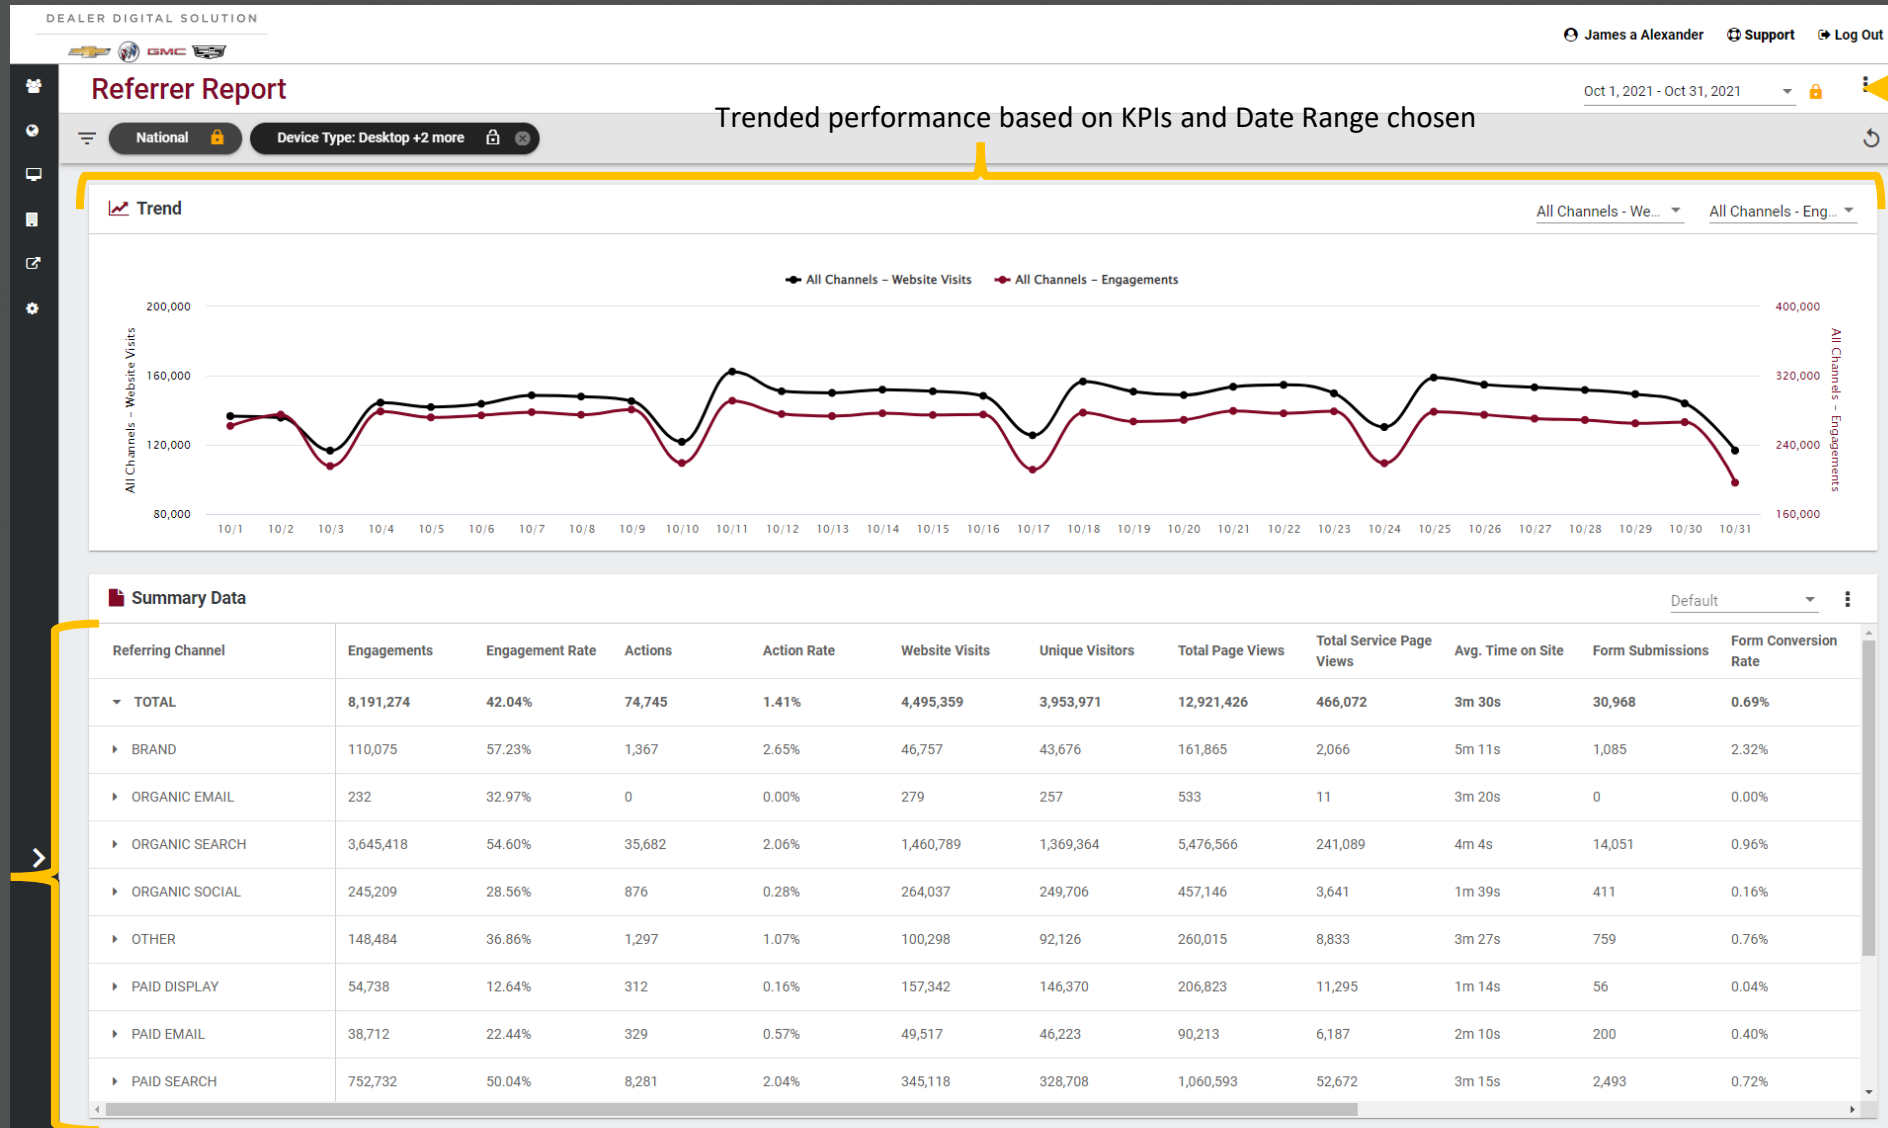 DEALER DIGITAL SOLUTION
GMC
James a Alexander Support Log Out
Referrer Report
Oct 1, 2021 - Oct 31, 2021
Trended performance based on KPIs and Date Range chosen
National Device Type: Desktop +2 more
Trend
All Channels - We... All Channels - Eng...
All Channels – Website Visits All Channels – Engagements
200,000 400,000
160,000 320,000
120,000 240,000
80,000 160,000
All Channels – Website Visits
All Channels – Engagements
10/1 10/2 10/3 10/4 10/5 10/6 10/7 10/8 10/9 10/10 10/11 10/12 10/13 10/14 10/15 10/16 10/17 10/18 10/19 10/20 10/21 10/22 10/23 10/24 10/25 10/26 10/27 10/28 10/29 10/30 10/31
Summary Data
Default
Referring Channel Engagements Engagement Rate Actions Action Rate Website Visits Unique Visitors Total Page Views Total Service Page Views Avg. Time on Site Form Submissions Form Conversion Rate
TOTAL 8,191,274 42.04% 74,745 1.41% 4,495,359 3,953,971 12,921,426 466,072 3m 30s 30,968 0.69%
BRAND 110,075 57.23% 1,367 2.65% 46,757 43,676 161,865 2,066 5m 11s 1,085 2.32%
ORGANIC EMAIL 232 32.97% 0 0.00% 279 257 533 11 3m 20s 0 0.00%
ORGANIC SEARCH 3,645,418 54.60% 35,682 2.06% 1,460,789 1,369,364 5,476,566 241,089 4m 4s 14,051 0.96%
ORGANIC SOCIAL 245,209 28.56% 876 0.28% 264,037 249,706 457,146 3,641 1m 39s 411 0.16%
OTHER 148,484 36.86% 1,297 1.07% 100,298 92,126 260,015 8,833 3m 27s 759 0.76%
PAID DISPLAY 54,738 12.64% 312 0.16% 157,342 146,370 206,823 11,295 1m 14s 56 0.04%
PAID EMAIL 38,712 22.44% 329 0.57% 49,517 46,223 90,213 6,187 2m 10s 200 0.40%
PAID SEARCH 752,732 50.04% 8,281 2.04% 345,118 328,708 1,060,593 52,672 3m 15s 2,493 0.72%